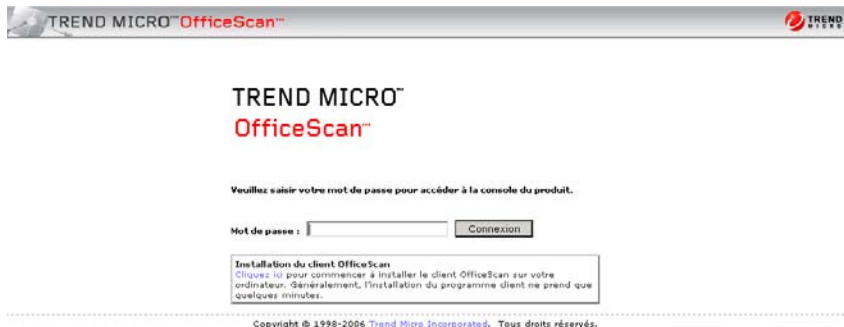 TREND MICRO™ OfficeScan™
TREND MICRO
TREND MICRO™
OfficeScan™
Veuillez saisir votre mot de passe pour accéder à la console du produit.
Mot de passe : Connexion
Installation du client OfficeScan
Cliquez ici pour commencer à installer le client OfficeScan sur votre
ordinateur. Généralement, l'installation du programme client ne prend que
quelques minutes.
Copyright © 1998-2006 Trend Micro Incorporated. Tous droits réservés.